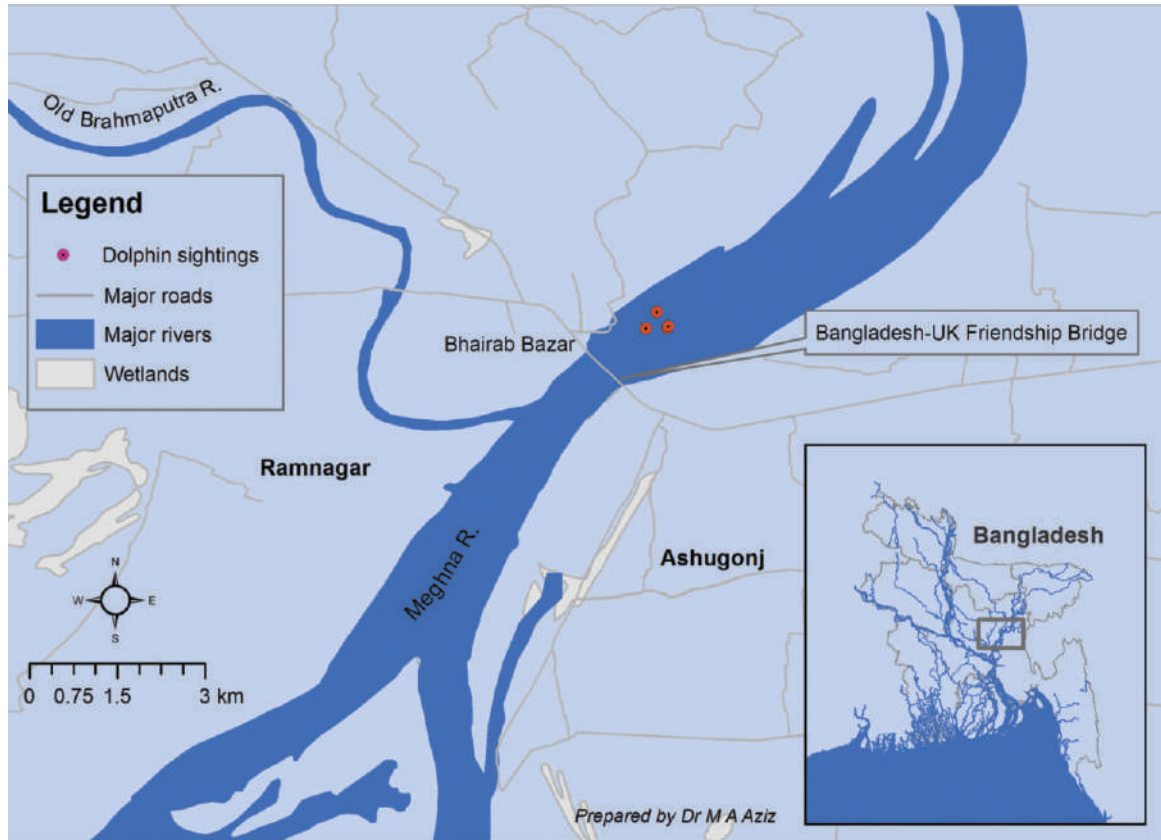 Old Brahmaputra R.
Legend
Dolphin sightings
Major roads
Major rivers
Wetlands
Bhairab Bazar
Bangladesh-UK Friendship Bridge
Ramnagar
Meghna R.
Ashugonj
N
W E
S
0 0.75 1.5 3 km
Bangladesh
Prepared by Dr M A Aziz